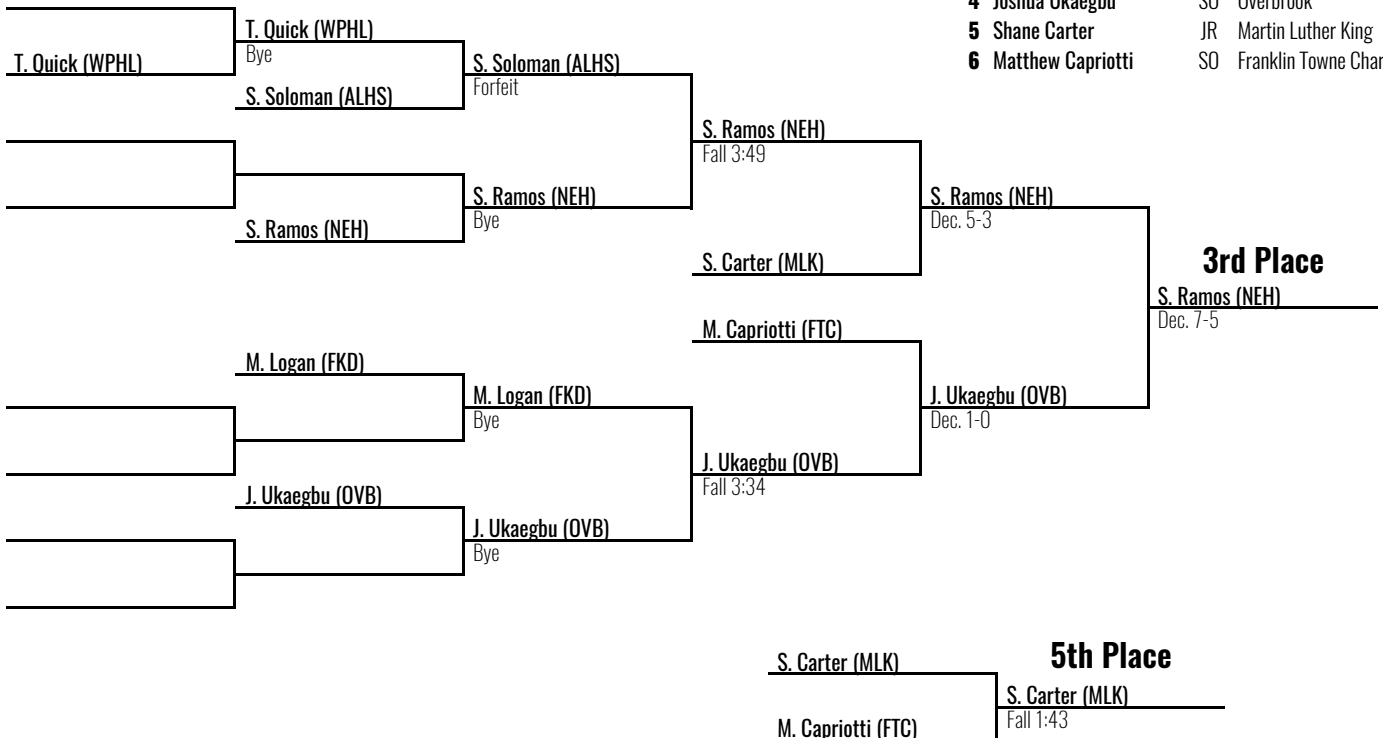 4 Joshua Ukaegbu SO Overbrook
T. Quick (WPHL)
5 Shane Carter JR Martin Luther King
Bye
T. Quick (WPHL)
S. Soloman (ALHS)
6 Matthew Capriotti SO Franklin Towne Char
Forfeit
S. Soloman (ALHS)
S. Ramos (NEH)
Fall 3:49
S. Ramos (NEH)
S. Ramos (NEH)
Bye
Dec. 5-3
S. Ramos (NEH)
S. Carter (MLK)
3rd Place
S. Ramos (NEH)
Dec. 7-5
M. Capriotti (FTC)
M. Logan (FKD)
M. Logan (FKD)
J. Ukaegbu (OVB)
Bye
Dec. 1-0
J. Ukaegbu (OVB)
Fall 3:34
J. Ukaegbu (OVB)
J. Ukaegbu (OVB)
Bye
5th Place
S. Carter (MLK)
S. Carter (MLK)
Fall 1:43
M. Capriotti (FTC)